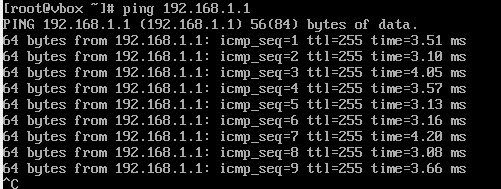 [root@vbox ~]# ping 192.168.1.1
PING 192.168.1.1 (192.168.1.1) 56(84) bytes of data.
64 bytes from 192.168.1.1: icmp_seq=1 ttl=255 time=3.51 ms
64 bytes from 192.168.1.1: icmp_seq=2 ttl=255 time=3.10 ms
64 bytes from 192.168.1.1: icmp_seq=3 ttl=255 time=4.05 ms
64 bytes from 192.168.1.1: icmp_seq=4 ttl=255 time=3.57 ms
64 bytes from 192.168.1.1: icmp_seq=5 ttl=255 time=3.13 ms
64 bytes from 192.168.1.1: icmp_seq=6 ttl=255 time=3.16 ms
64 bytes from 192.168.1.1: icmp_seq=7 ttl=255 time=4.20 ms
64 bytes from 192.168.1.1: icmp_seq=8 ttl=255 time=3.08 ms
64 bytes from 192.168.1.1: icmp_seq=9 ttl=255 time=3.66 ms
^C